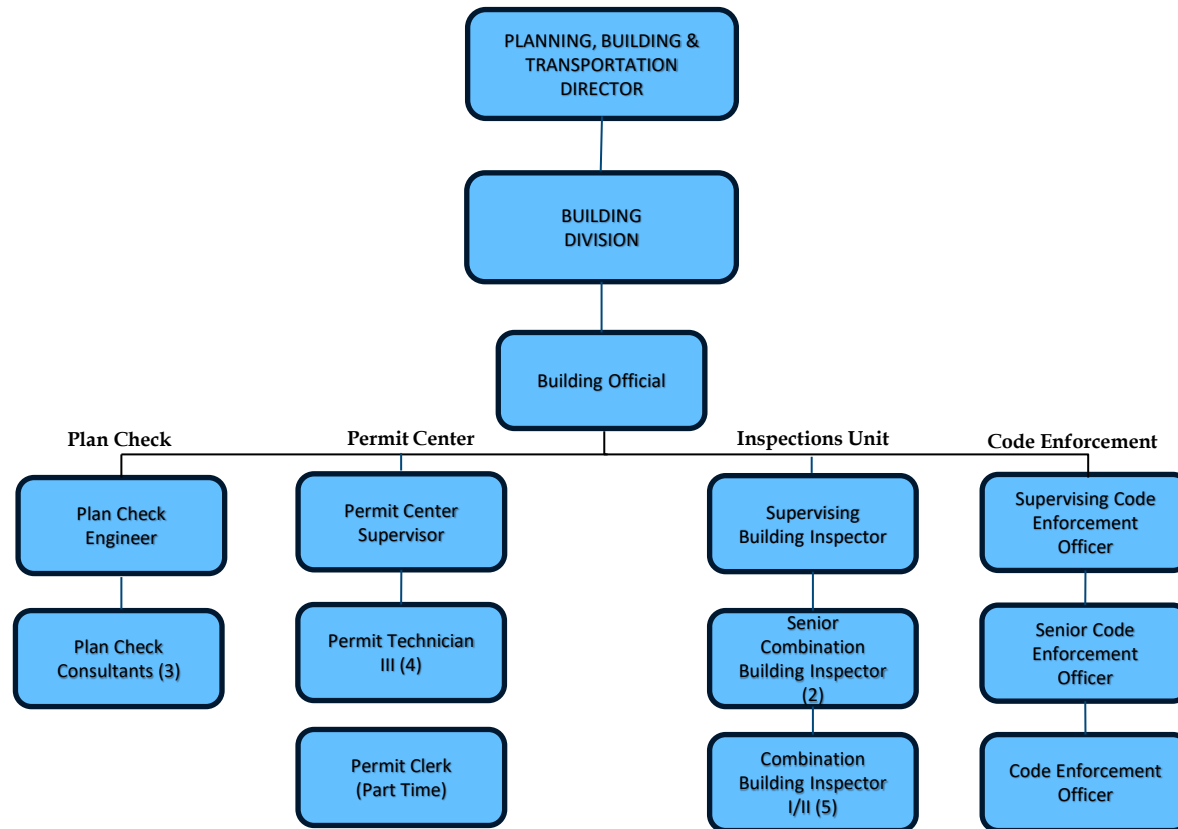 PLANNING, BUILDING &
TRANSPORTATION
DIRECTOR
BUILDING
DIVISION
Building Official
Plan Check
Permit Center
Inspections Unit
Code Enforcement
Plan Check
Engineer
Permit Center
Supervisor
Supervising
Building Inspector
Supervising Code
Enforcement
Officer
Plan Check
Consultants (3)
Permit Technician
III (4)
Senior
Combination
Building Inspector
(2)
Senior Code
Enforcement
Officer
Permit Clerk
(Part Time)
Combination
Building Inspector
I/II (5)
Code Enforcement
Officer